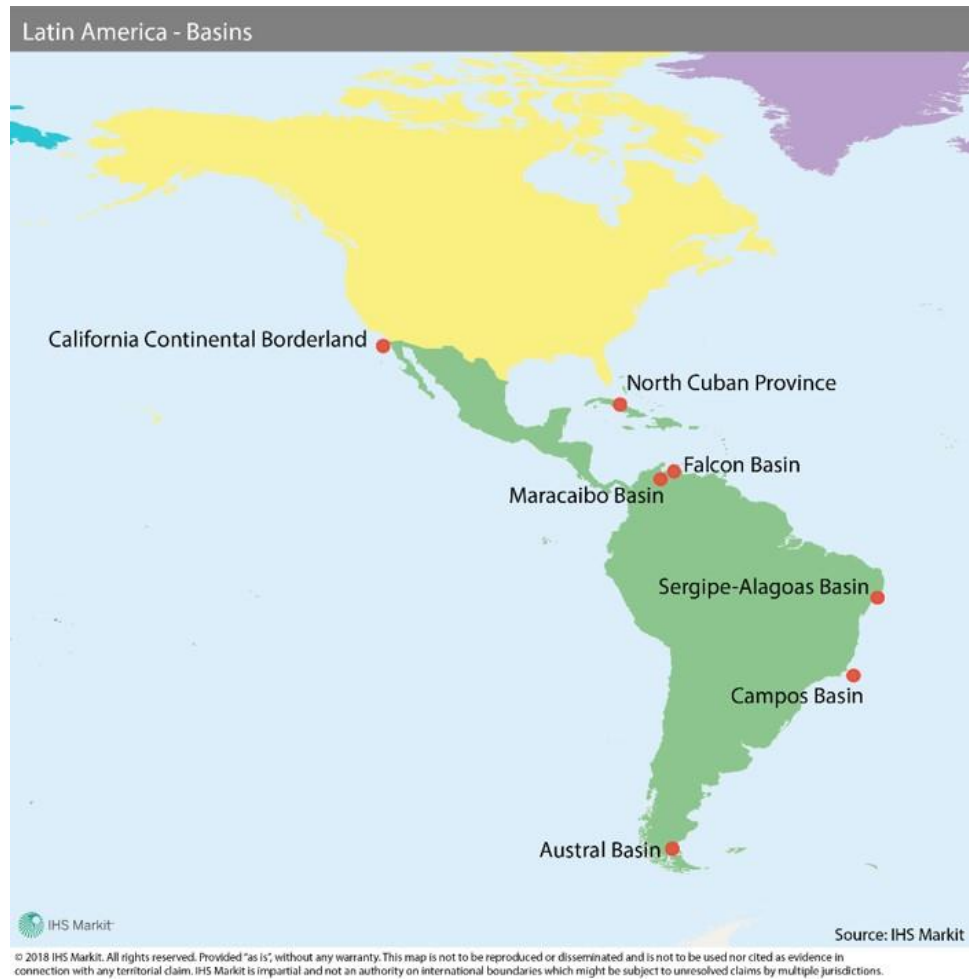 Latin America - Basins
California Continental Borderland
North Cuban Province
Falcon Basin
Maracaibo Basin
Sergipe-Alagoas Basin
Campos Basin
Austral Basin
IHS Markit
Source: IHS Markit
© 2018 IHS Markit. All rights reserved. Provided "as is", without any warranty. This map is not to be reproduced or disseminated and is not to be used nor cited as evidence in
connection with any territorial claim. IHS Markit is impartial and not an authority on international boundaries which might be subject to unresolved claims by multiple jurisdictions.